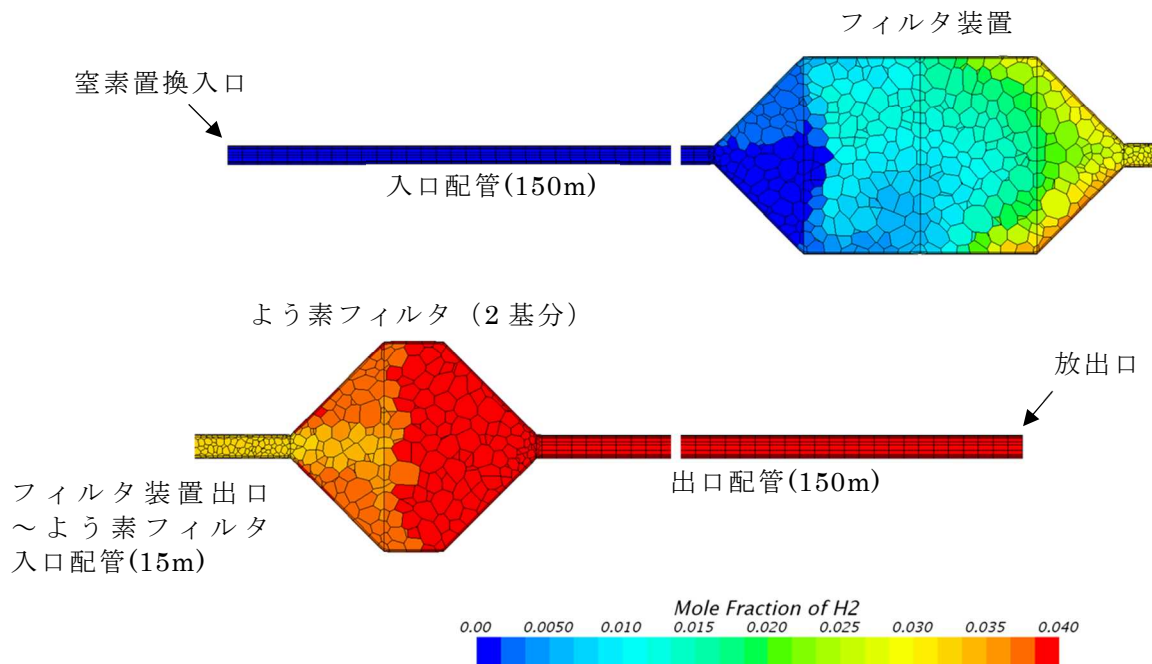 フィルタ装置
窒素置換入口
入口配管(150m)
よう素フィルタ（2基分）
放出口
出口配管(150m)
フィルタ装置出口
～よう素フィルタ
入口配管(15m)
Mole Fraction of H2
0.00 0.0050 0.010 0.015 0.020 0.025 0.030 0.035 0.040